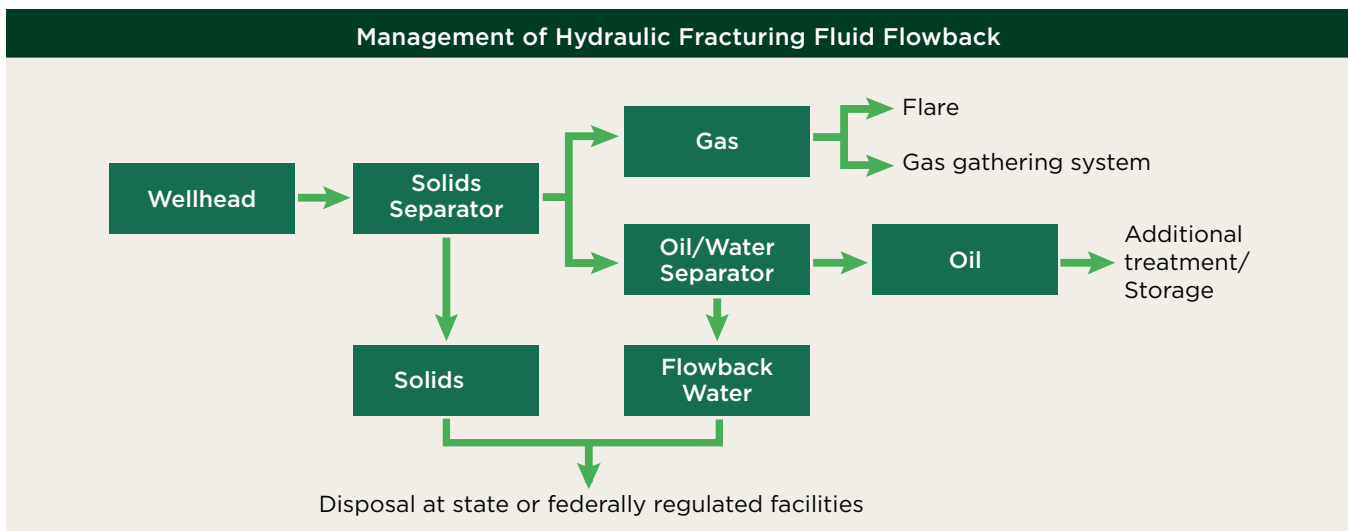 Management of Hydraulic Fracturing Fluid Flowback
Wellhead
Solids
Separator
Gas
Flare
Gas gathering system
Oil/Water
Separator
Oil
Additional
treatment/
Storage
Solids
Flowback
Water
Disposal at state or federally regulated facilities